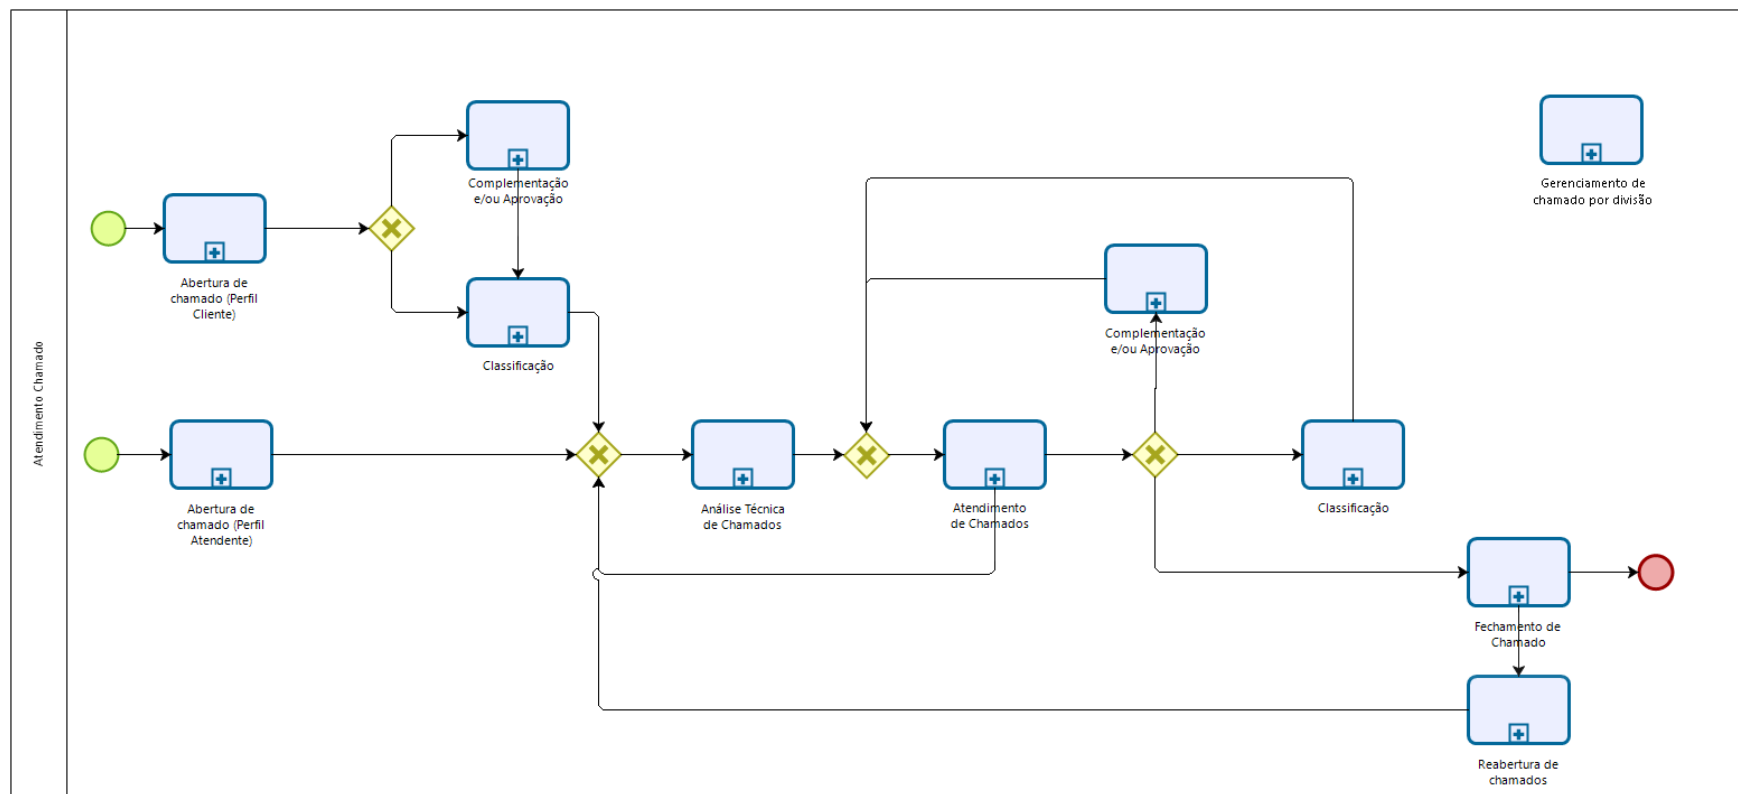 Atendimento Chamado
Complementação
e/ou Aprovação
Gerenciamento de
chamado por divisão
Abertura de
chamado (Perfil
Cliente)
Classificação
Complementação
e/ou Aprovação
Abertura de
chamado (Perfil
Atendente)
Análise Técnica
de Chamados
Atendimento
de Chamados
Classificação
Fechamento de
Chamado
Reabertura de
chamados